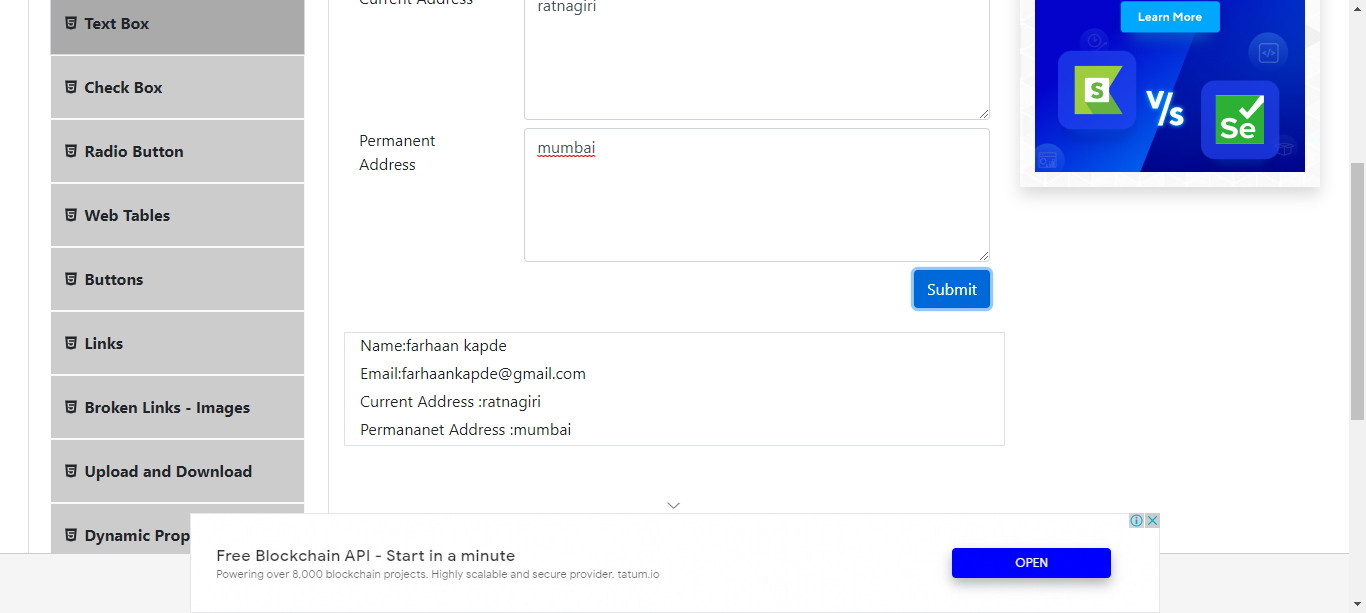 Text Box
Check Box
Radio Button
Web Tables
Buttons
Links
Broken Links - Images
Upload and Download
Dynamic Prop
Current Address
ratnagiri
Permanent
Address
mumbai
Submit
Name:farhaan kapde
Email:farhaankapde@gmail.com
Current Address :ratnagiri
Permananet Address :mumbai
Learn More
S
V/s
Se
Free Blockchain API - Start in a minute
Powering over 8,000 blockchain projects. Highly scalable and secure provider. tatum.io
OPEN